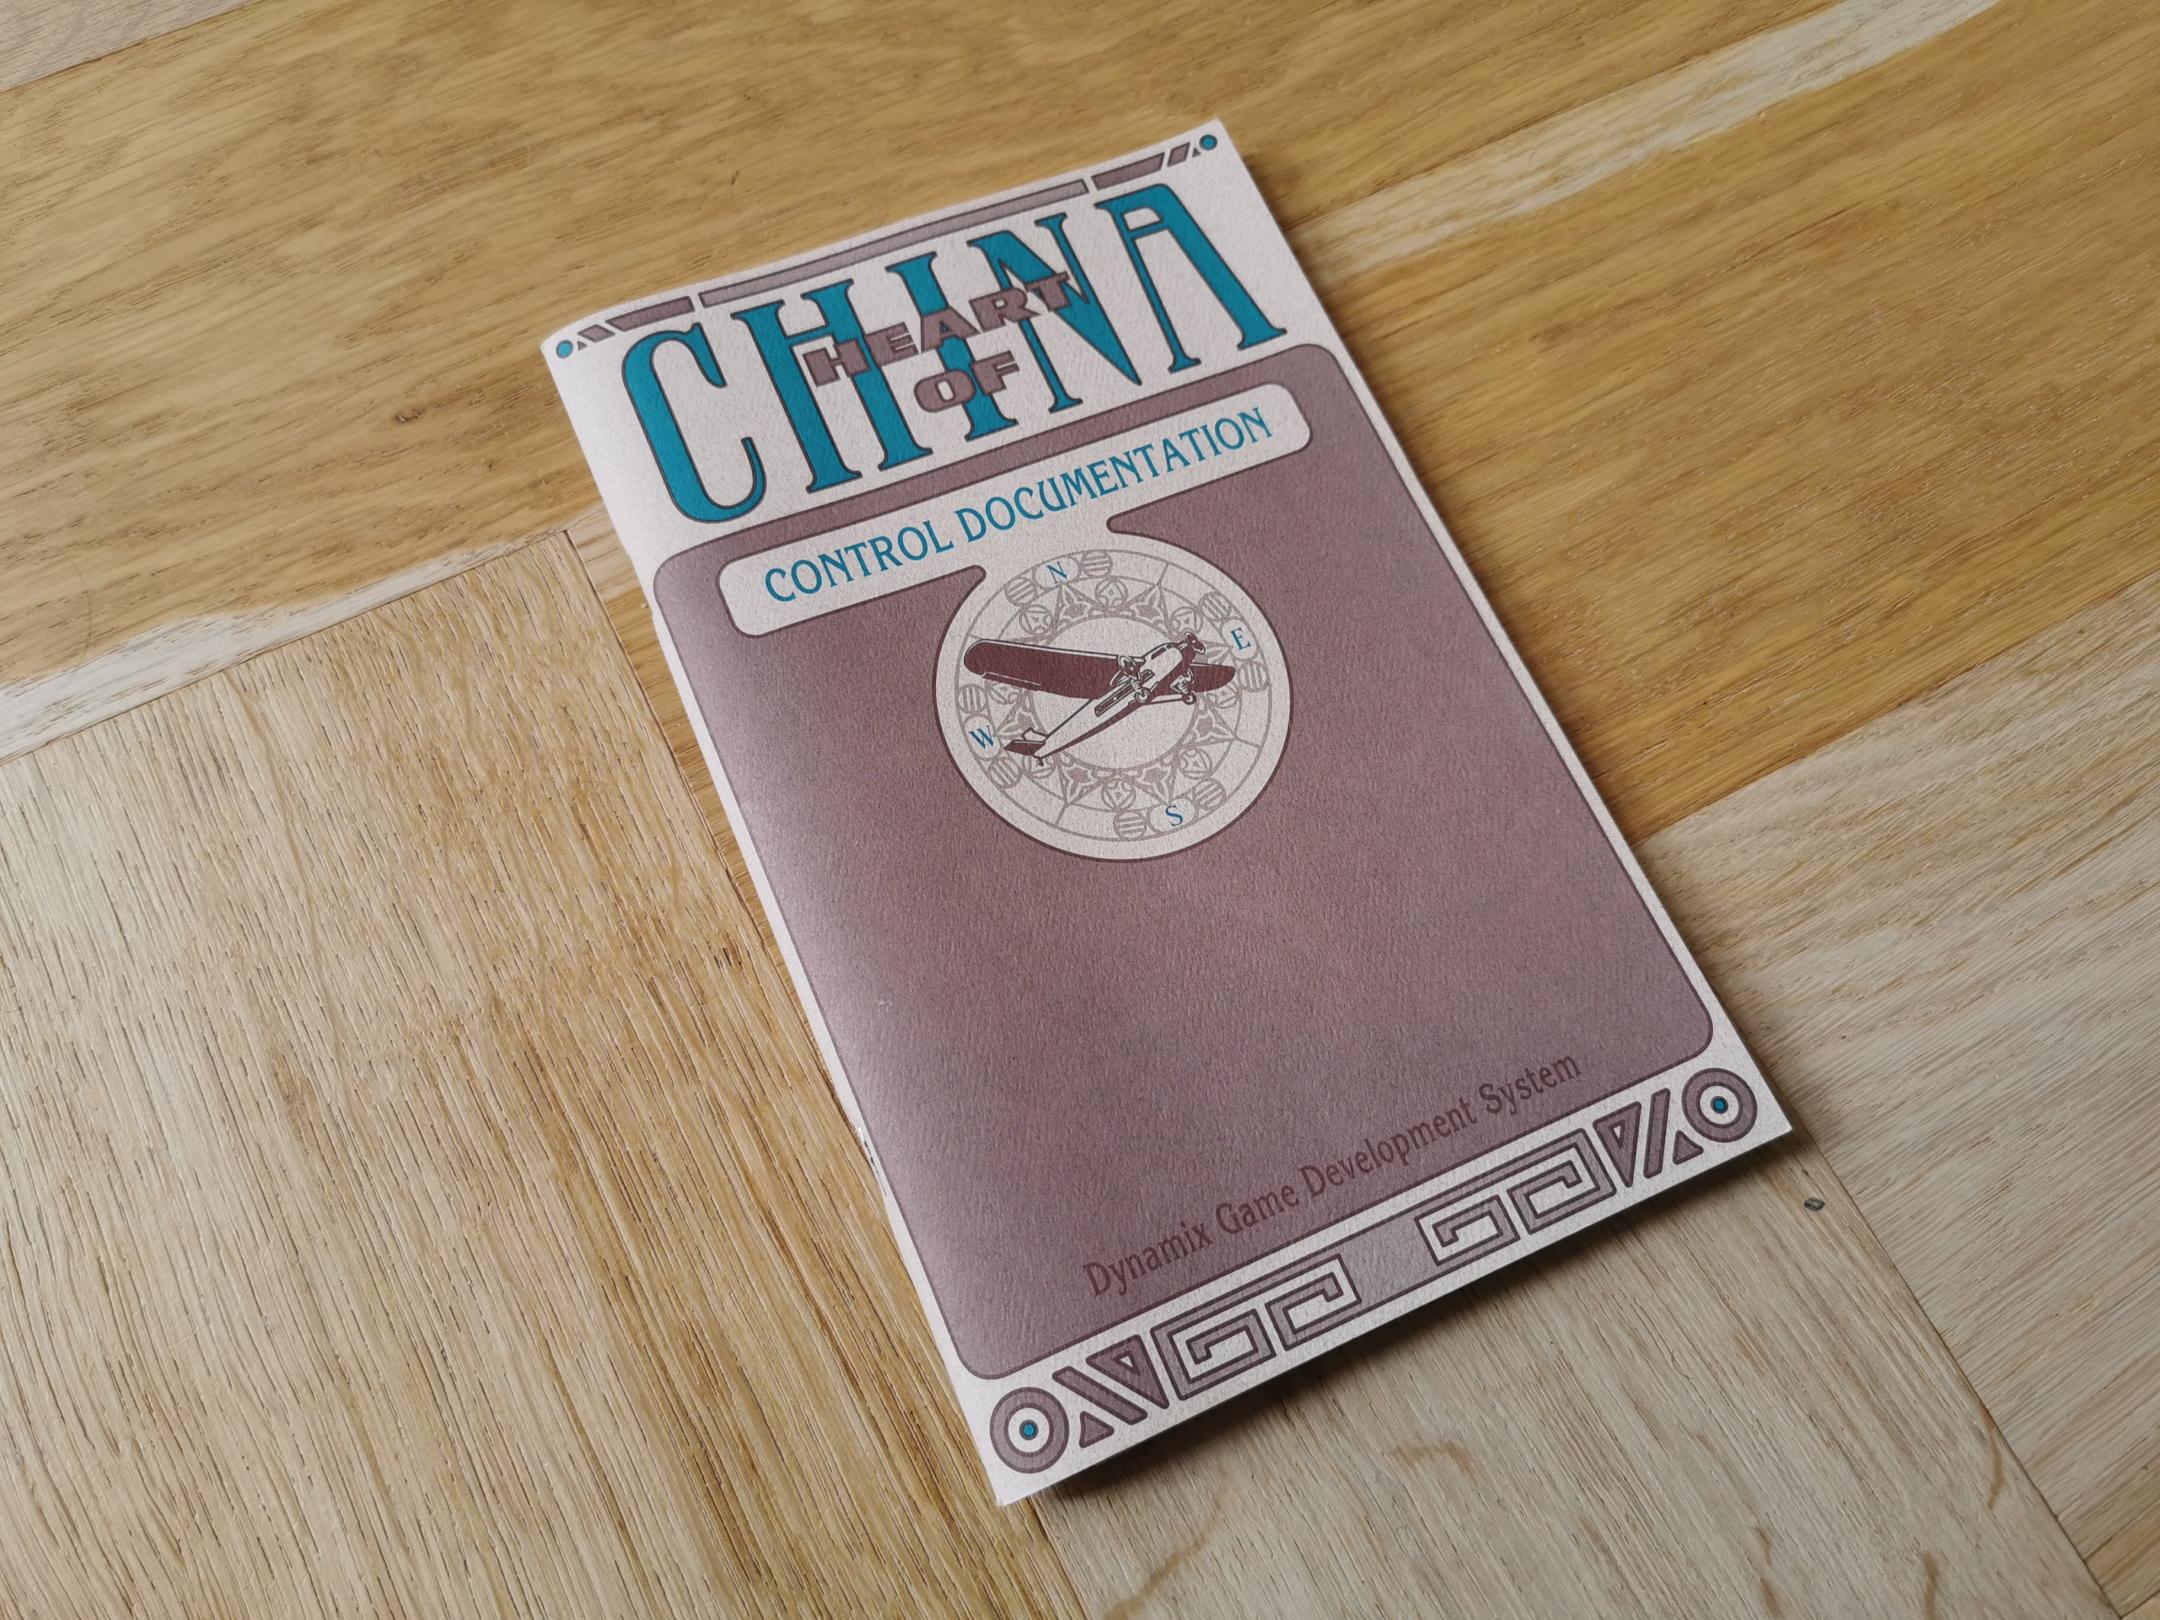 HEART
OF
CHINA
CONTROL DOCUMENTATION
N
E
W
S
Dynamix Game Development System